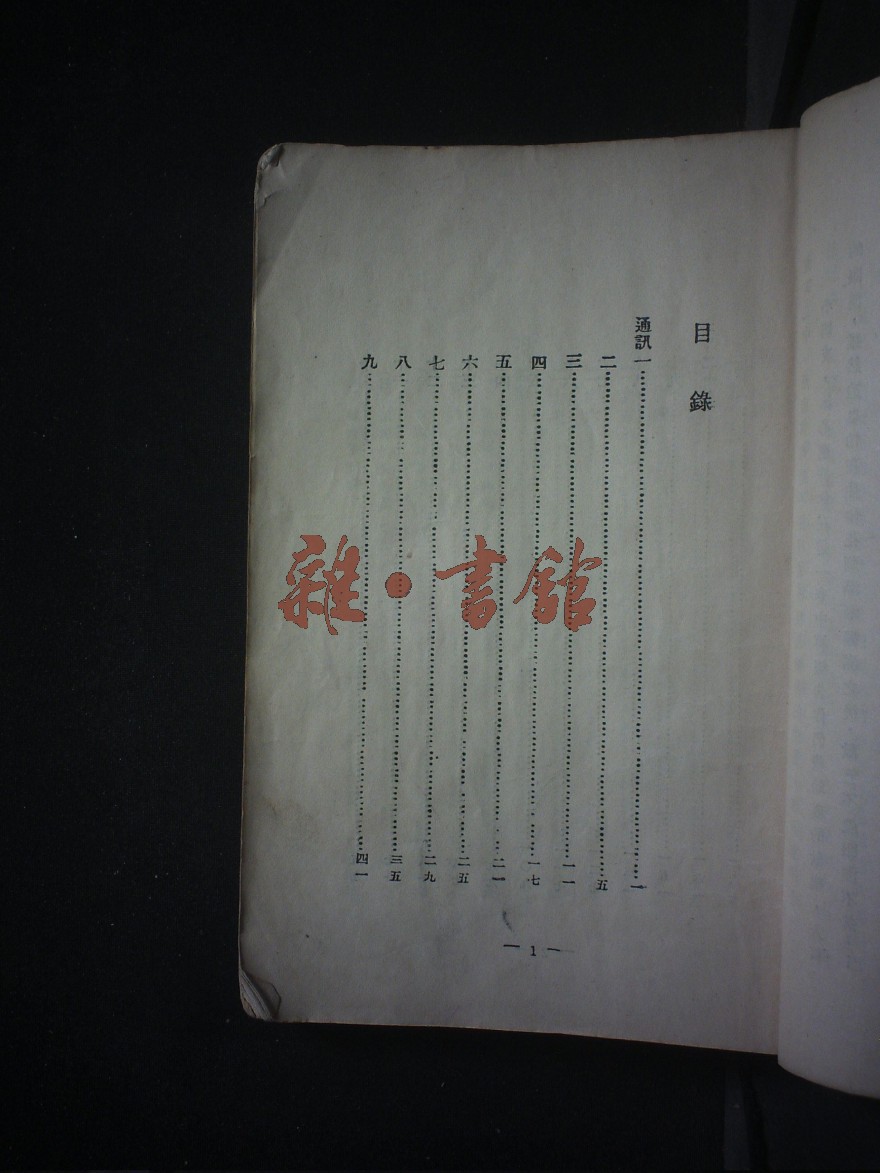 目錄
通訊一……一
二……五
三……一一
四……一七
五……二一
六……二五
七……二九
八……三五
九……四一
— 1 —
雜·書館